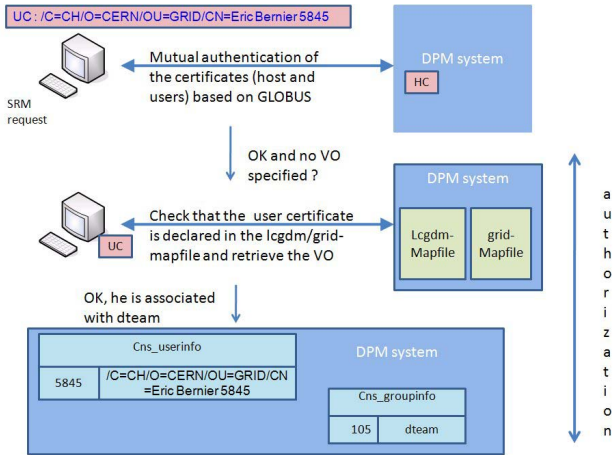 UC : /C=CH/O=CERN/OU=GRID/CN=Eric Bernier 5845
SRM
request
Mutual authentication of
the certificates (host and
users) based on GLOBUS
DPM system
HC
OK and no VO
specified ?
UC
Check that the user certificate
is declared in the lcgdm/grid-
mapfile and retrieve the VO
DPM system
Lcgdm-
Mapfile
grid-
Mapfile
authorization
OK, he is associated
with dteam
Cns_userinfo
5845
/C=CH/O=CERN/OU=GRID/CN
=Eric Bernier 5845
DPM system
Cns_groupinfo
105
dteam